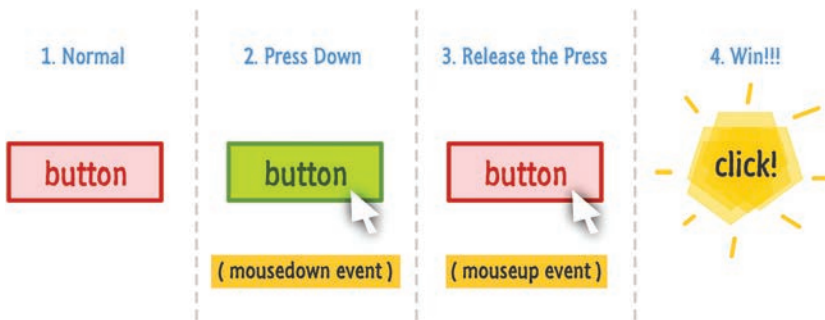 1. Normal
button
2. Press Down
button
( mousedown event )
3. Release the Press
button
( mouseup event )
4. Win!!!
click!